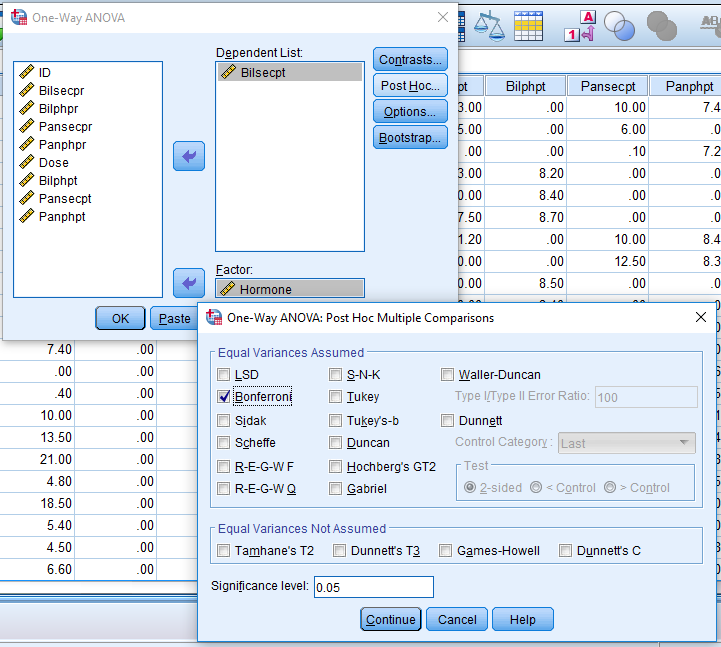 One-Way ANOVA
Dependent List:
ID
Bilsecpr
Bilphpr
Pansecpr
Panphpr
Dose
Bilphpt
Pansecpt
Panphpt
Bilsecpt
Contrasts...
Post Hoc...
Options...
Bootstrap...
Factor:
Hormone
OK
Paste
A
1
pt Bilphpt Pansecpt Panphpt
3.00 .00 10.00 7.4
5.00 .00 6.00 .0
.00 .00 .10 7.2
3.00 8.20 .00 .0
0.00 8.40 .00 .0
7.50 8.70 .00 .0
1.20 .00 10.00 8.4
0.00 .00 12.50 8.3
.00 8.50 .00 .0
7.40 .00
.00 .00
.40 .00
10.00 .00
13.50 .00
21.00 .00
4.80 .00
18.50 .00
5.40 .00
4.50 .00
6.60 .00
One-Way ANOVA: Post Hoc Multiple Comparisons
Equal Variances Assumed
LSD S-N-K Waller-Duncan
Bonferroni Tukey Type I/Type II Error Ratio: 100
Sidak Tukey's-b Dunnett
Scheffe Duncan Control Category : Last
R-E-G-W F Hochberg's GT2 Test
R-E-G-W Q Gabriel 2-sided < Control > Control
Equal Variances Not Assumed
Tamhane's T2 Dunnett's T3 Games-Howell Dunnett's C
Significance level: 0.05
Continue Cancel Help